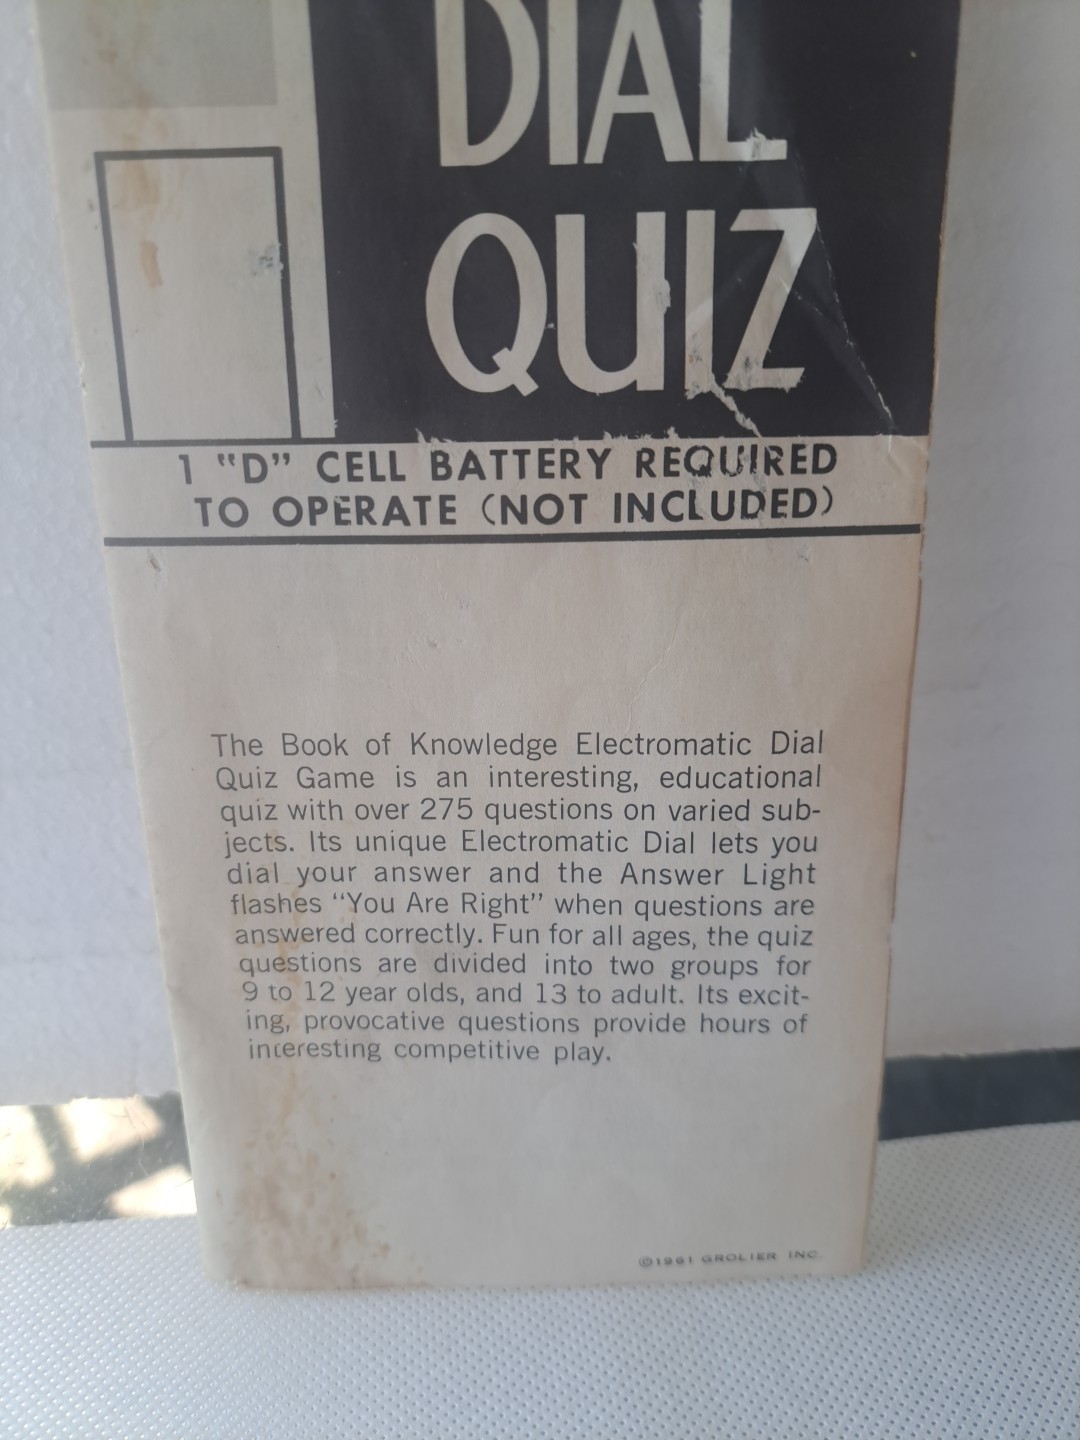 DIAL
QUIZ
1 "D" CELL BATTERY REQUIRED
TO OPERATE (NOT INCLUDED)
The Book of Knowledge Electromatic Dial
Quiz Game is an interesting, educational
quiz with over 275 questions on varied sub-
jects. Its unique Electromatic Dial lets you
dial your answer and the Answer Light
flashes "You Are Right" when questions are
answered correctly. Fun for all ages, the quiz
questions are divided into two groups for
9 to 12 year olds, and 13 to adult. Its excit-
ing, provocative questions provide hours of
interesting competitive play.
©1961 GROLIER INC.